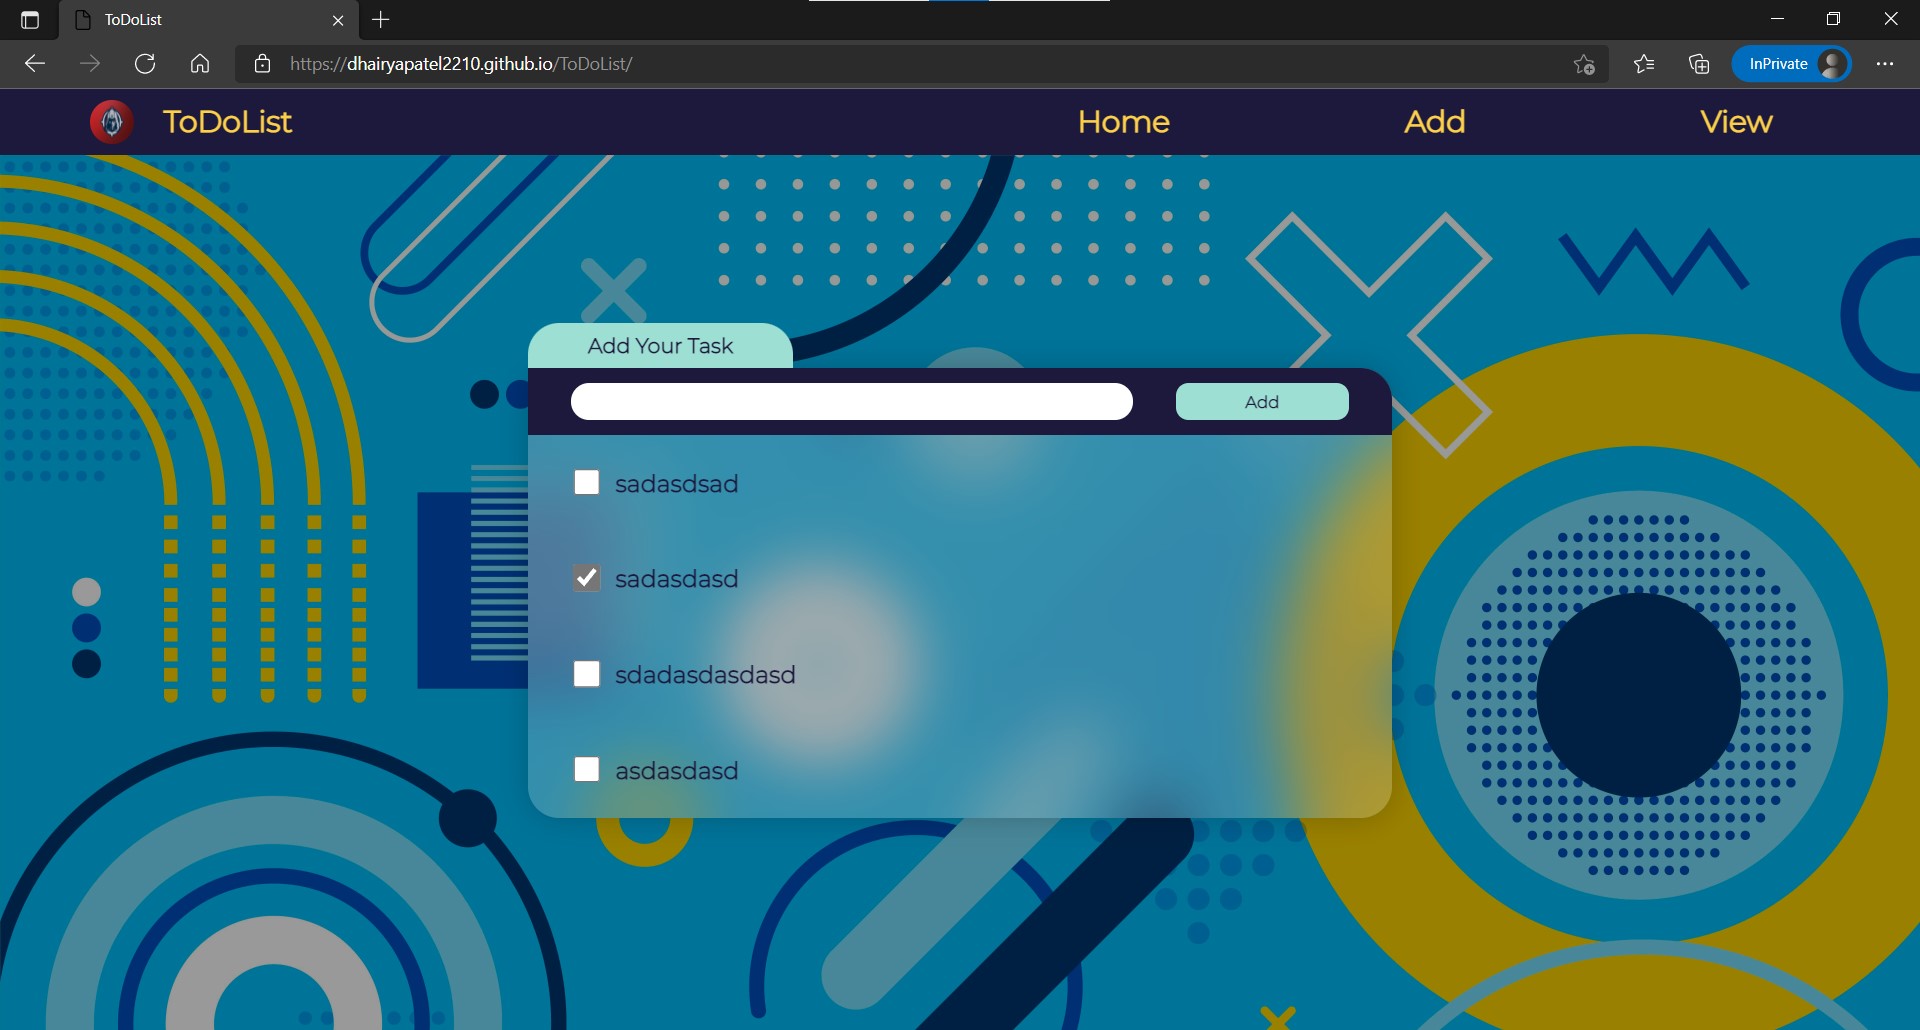 ToDoList
https://dhairyapatel2210.github.io/ToDoList/
InPrivate
ToDoList
Home
Add
View
Add Your Task
Add
sadasdsad
sadasdasd
sdadasdasdasd
asdasdasd